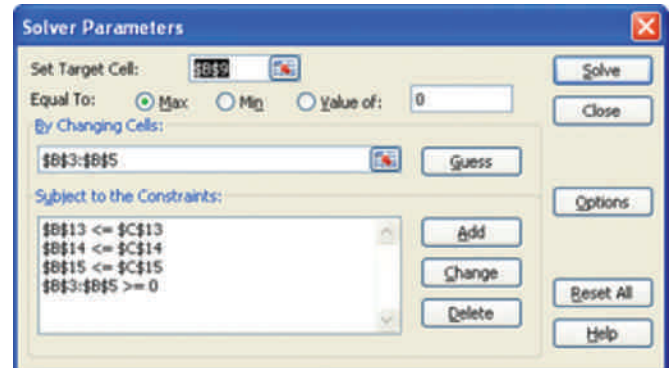 Solver Parameters
Set Target Cell: $B$9 Solve
Equal To: Max Min Value of: 0 Close
By Changing Cells:
$B$3:$B$5 Guess
Subject to the Constraints: Options
$B$13 <= $C$13 Add
$B$14 <= $C$14
$B$15 <= $C$15 Change
$B$3:$B$5 >= 0 Reset All
Delete
Help